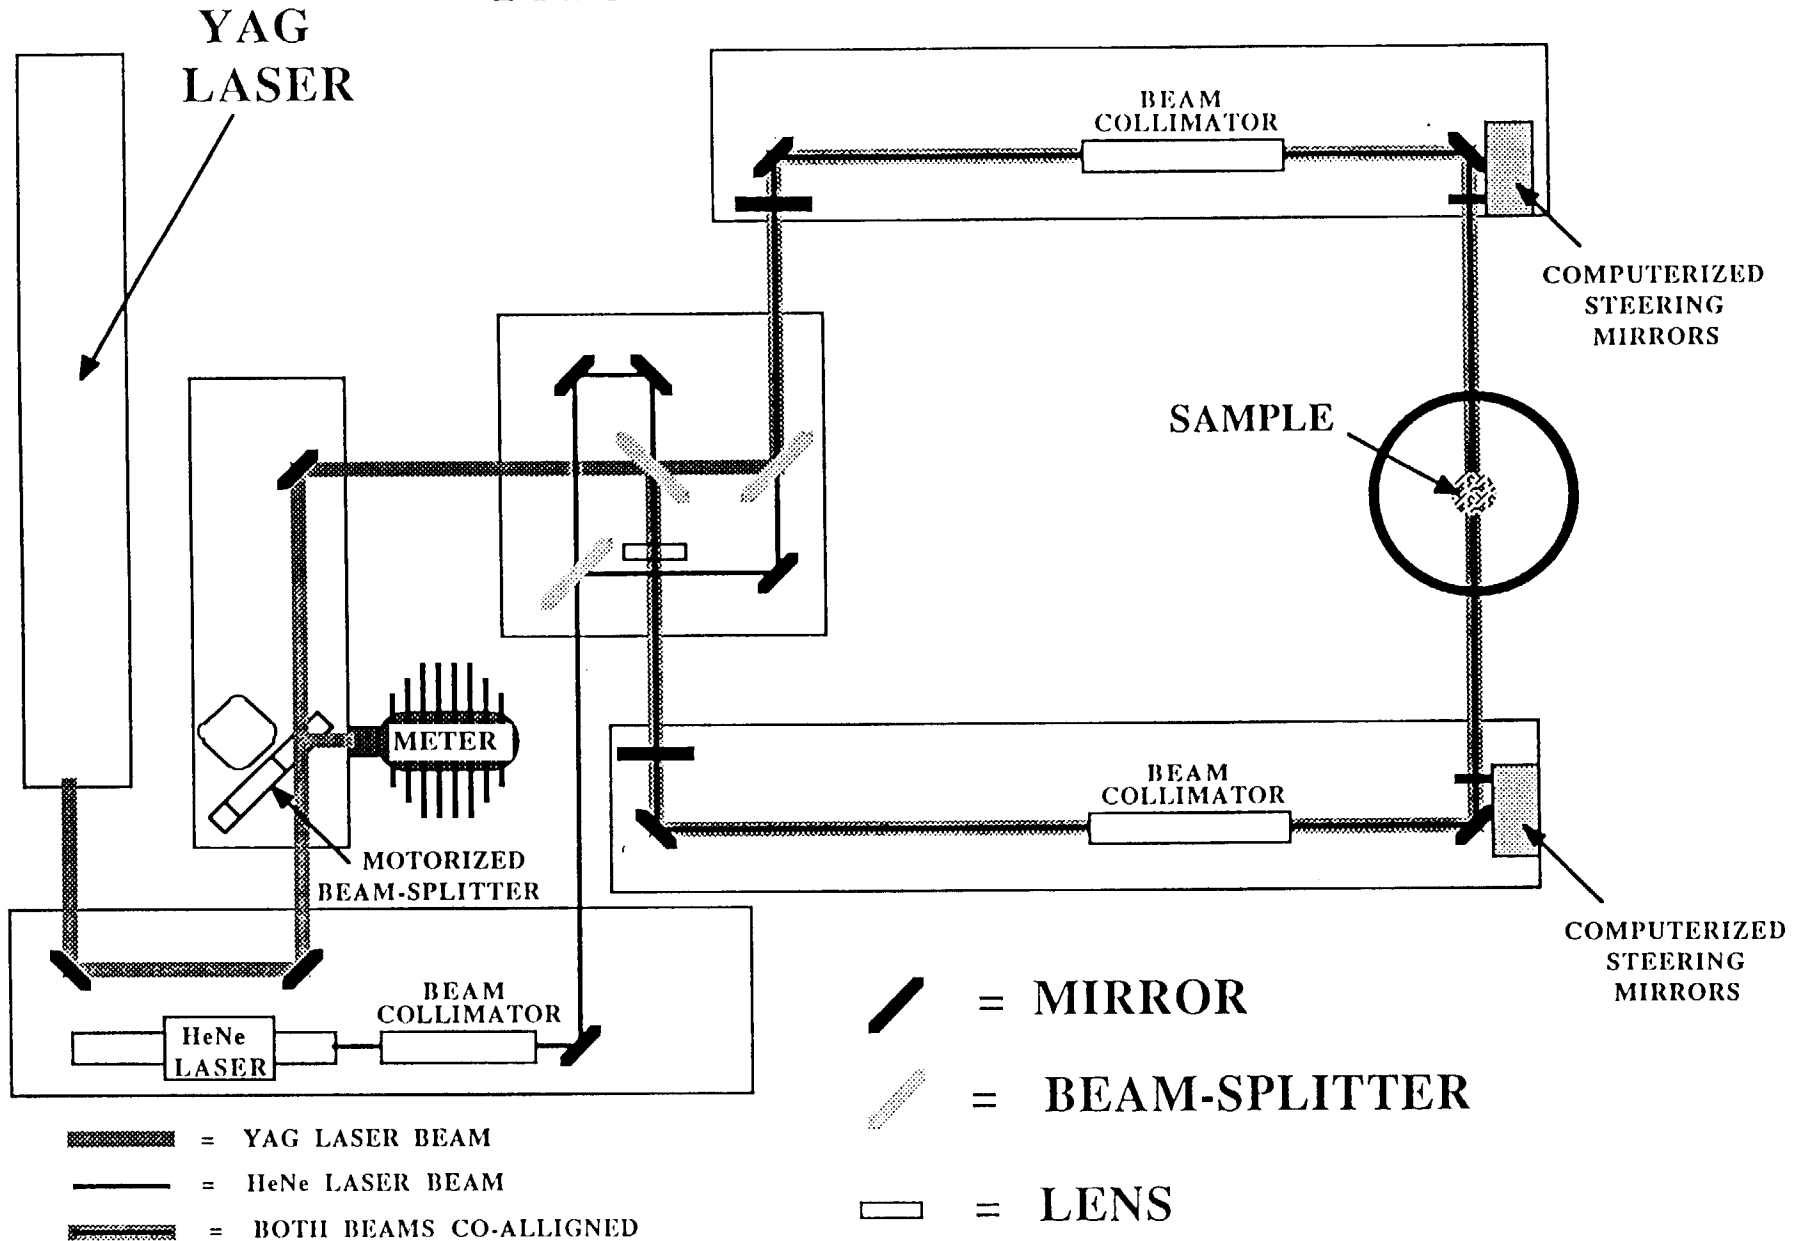 YAG
LASER
BEAM
COLLIMATOR
COMPUTERIZED
STEERING
MIRRORS
SAMPLE
METER
MOTORIZED
BEAM-SPLITTER
BEAM
COLLIMATOR
COMPUTERIZED
STEERING
MIRRORS
BEAM
COLLIMATOR
HeNe
LASER
= MIRROR
= BEAM-SPLITTER
= LENS
= YAG LASER BEAM
= HeNe LASER BEAM
= BOTH BEAMS CO-ALLIGNED